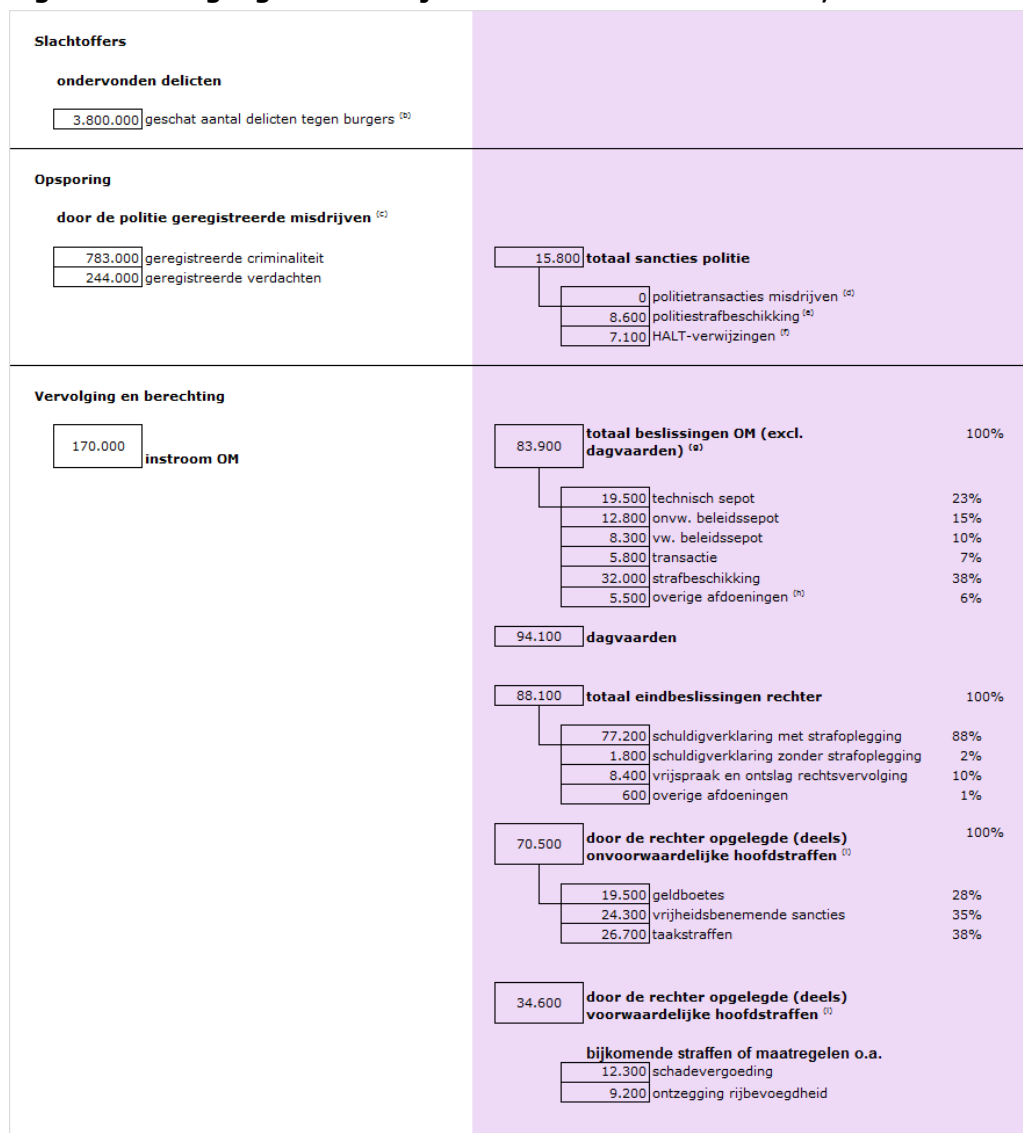 Slachtoffers
ondervonden delicten
3.800.000 geschat aantal delicten tegen burgers (b)
Opsporing
door de politie geregistreerde misdrijven (c)
783.000 geregistreerde criminaliteit
244.000 geregistreerde verdachten
15.800 totaal sancties politie
0 politietransacties misdrijven (d)
8.600 politiestrafbeschikking (e)
7.100 HALT-verwijzingen (f)
Vervolging en berechting
170.000 instroom OM
83.900 totaal beslissingen OM (excl. 100%
dagvaarden) (g)
19.500 technisch sepot 23%
12.800 onvw. beleidssepot 15%
8.300 vw. beleidssepot 10%
5.800 transactie 7%
32.000 strafbeschikking 38%
5.500 overige afdoeningen (h) 6%
94.100 dagvaarden
88.100 totaal eindbeslissingen rechter 100%
77.200 schuldigverklaring met strafoplegging 88%
1.800 schuldigverklaring zonder strafoplegging 2%
8.400 vrijspraak en ontslag rechtsvervolging 10%
600 overige afdoeningen 1%
70.500 door de rechter opgelegde (deels) 100%
onvoorwaardelijke hoofdstraffen (i)
19.500 geldboetes 28%
24.300 vrijheidsbenemende sancties 35%
26.700 taakstraffen 38%
34.600 door de rechter opgelegde (deels)
voorwaardelijke hoofdstraffen (i)
bijkomende straffen of maatregelen o.a.
12.300 schadevergoeding
9.200 ontzegging rijbevoegdheid